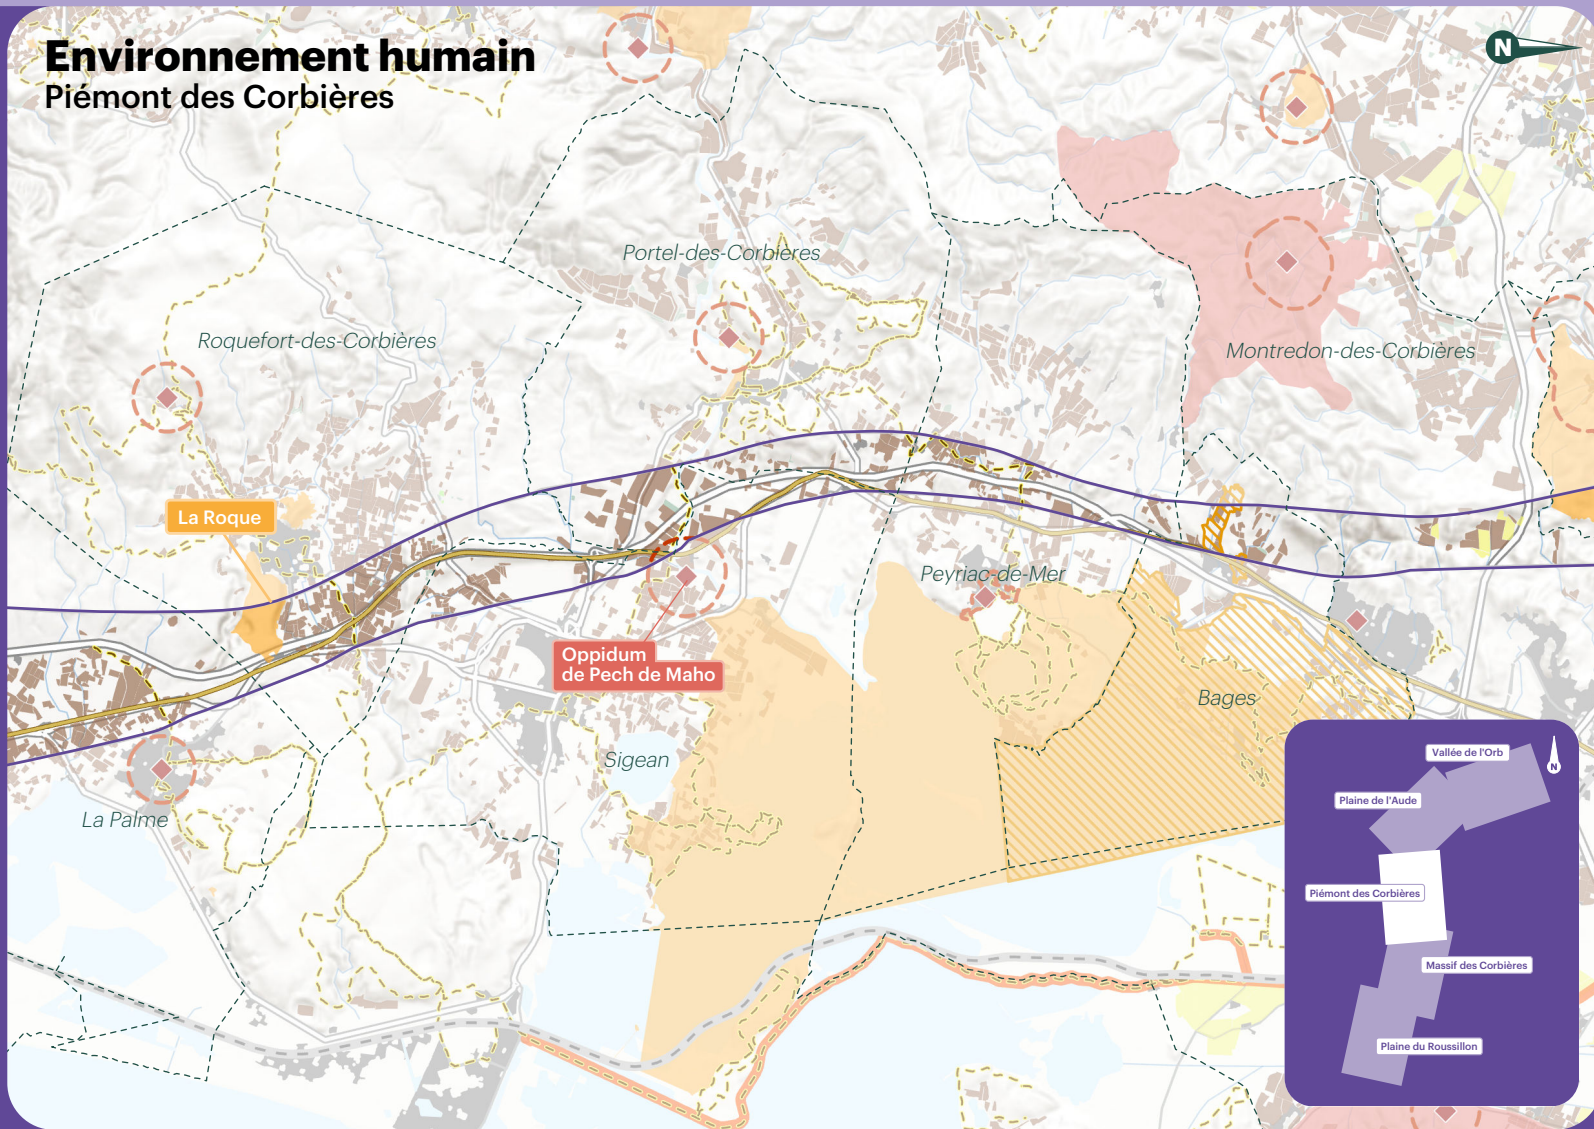 Environnement humain
Piémont des Corbières
N
Portel-des-Corbières
Roquefort-des-Corbières
Montredon-des-Corbières
La Roque
Peyriac-de-Mer
Oppidum
de Pech de Maho
Bages
Sigean
La Palme
Vallée de l'Orb
N
Plaine de l'Aude
Piémont des Corbières
Massif des Corbières
Plaine du Roussillon